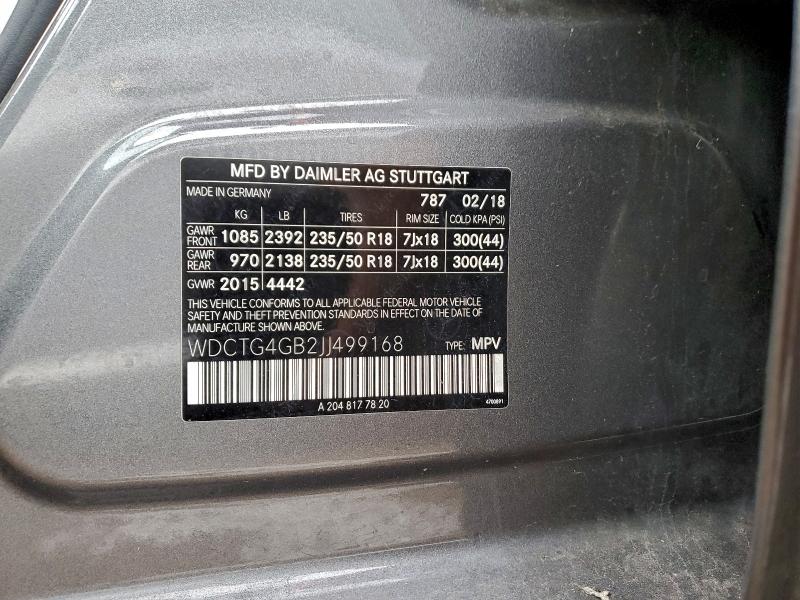 MFD BY DAIMLER AG STUTTGART
MADE IN GERMANY 787 02/18
KG LB TIRES RIM SIZE COLD KPA (PSI)
GAWR FRONT 1085 2392 235/50 R18 7Jx18 300(44)
GAWR REAR 970 2138 235/50 R18 7Jx18 300(44)
GVWR 2015 4442
THIS VEHICLE CONFORMS TO ALL APPLICABLE FEDERAL MOTOR VEHICLE
SAFETY AND THEFT PREVENTION STANDARDS IN EFFECT ON THE DATE OF
MANUFACTURE SHOWN ABOVE.
WDCTG4GB2JJ499168 TYPE: MPV
A 204 817 78 20 4700891